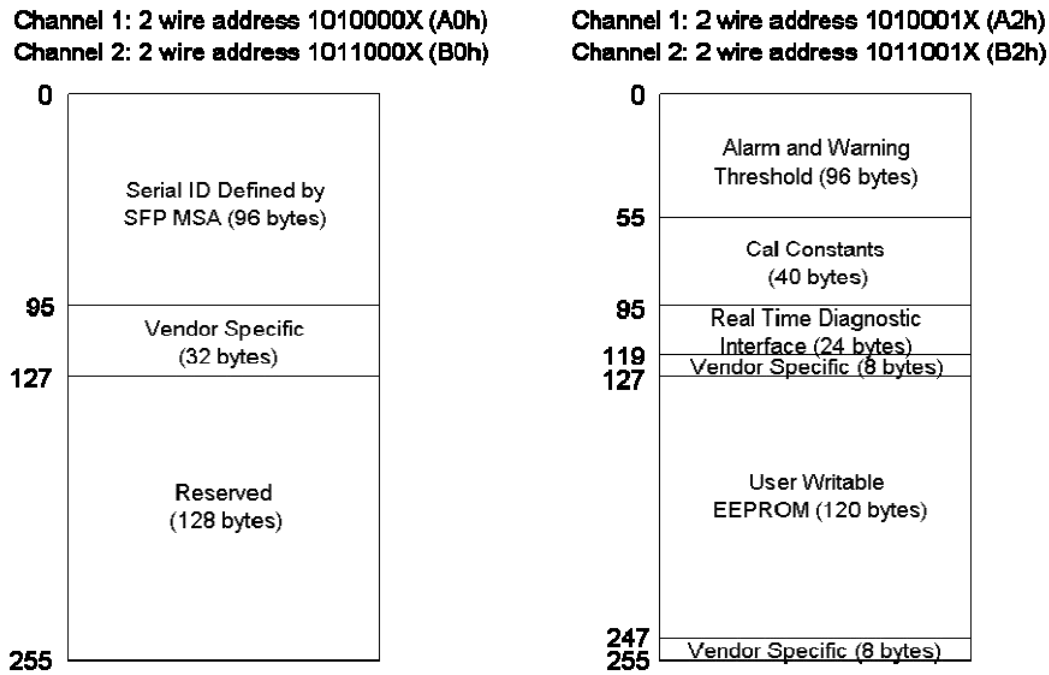 Channel 1: 2 wire address 1010000X (A0h)
Channel 2: 2 wire address 1011000X (B0h)
0
Serial ID Defined by
SFP MSA (96 bytes)
95
Vendor Specific
(32 bytes)
127
Reserved
(128 bytes)
255
Channel 1: 2 wire address 1010001X (A2h)
Channel 2: 2 wire address 1011001X (B2h)
0
Alarm and Warning
Threshold (96 bytes)
55
Cal Constants
(40 bytes)
95
Real Time Diagnostic
Interface (24 bytes)
119
Vendor Specific (8 bytes)
127
User Writable
EEPROM (120 bytes)
247
Vendor Specific (8 bytes)
255